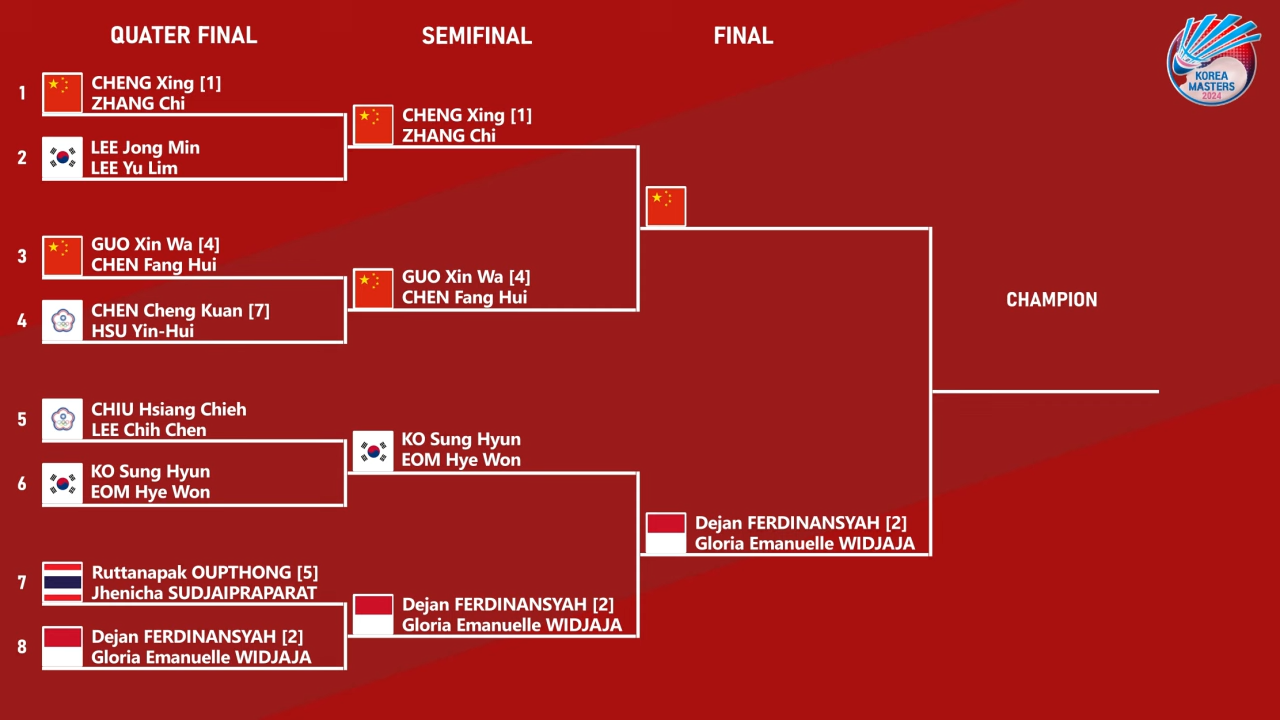 QUATER FINAL
SEMIFINAL
FINAL
KOREA
MASTERS
2024
1
CHENG Xing [1]
ZHANG Chi
2
LEE Jong Min
LEE Yu Lim
3
GUO Xin Wa [4]
CHEN Fang Hui
4
CHEN Cheng Kuan [7]
HSU Yin-Hui
5
CHIU Hsiang Chieh
LEE Chih Chen
6
KO Sung Hyun
EOM Hye Won
7
Ruttanapak OUPTHONG [5]
Jhenicha SUDJAIPRAPARAT
8
Dejan FERDINANSYAH [2]
Gloria Emanuelle WIDJAJA
CHENG Xing [1]
ZHANG Chi
GUO Xin Wa [4]
CHEN Fang Hui
KO Sung Hyun
EOM Hye Won
Dejan FERDINANSYAH [2]
Gloria Emanuelle WIDJAJA
Dejan FERDINANSYAH [2]
Gloria Emanuelle WIDJAJA
CHAMPION